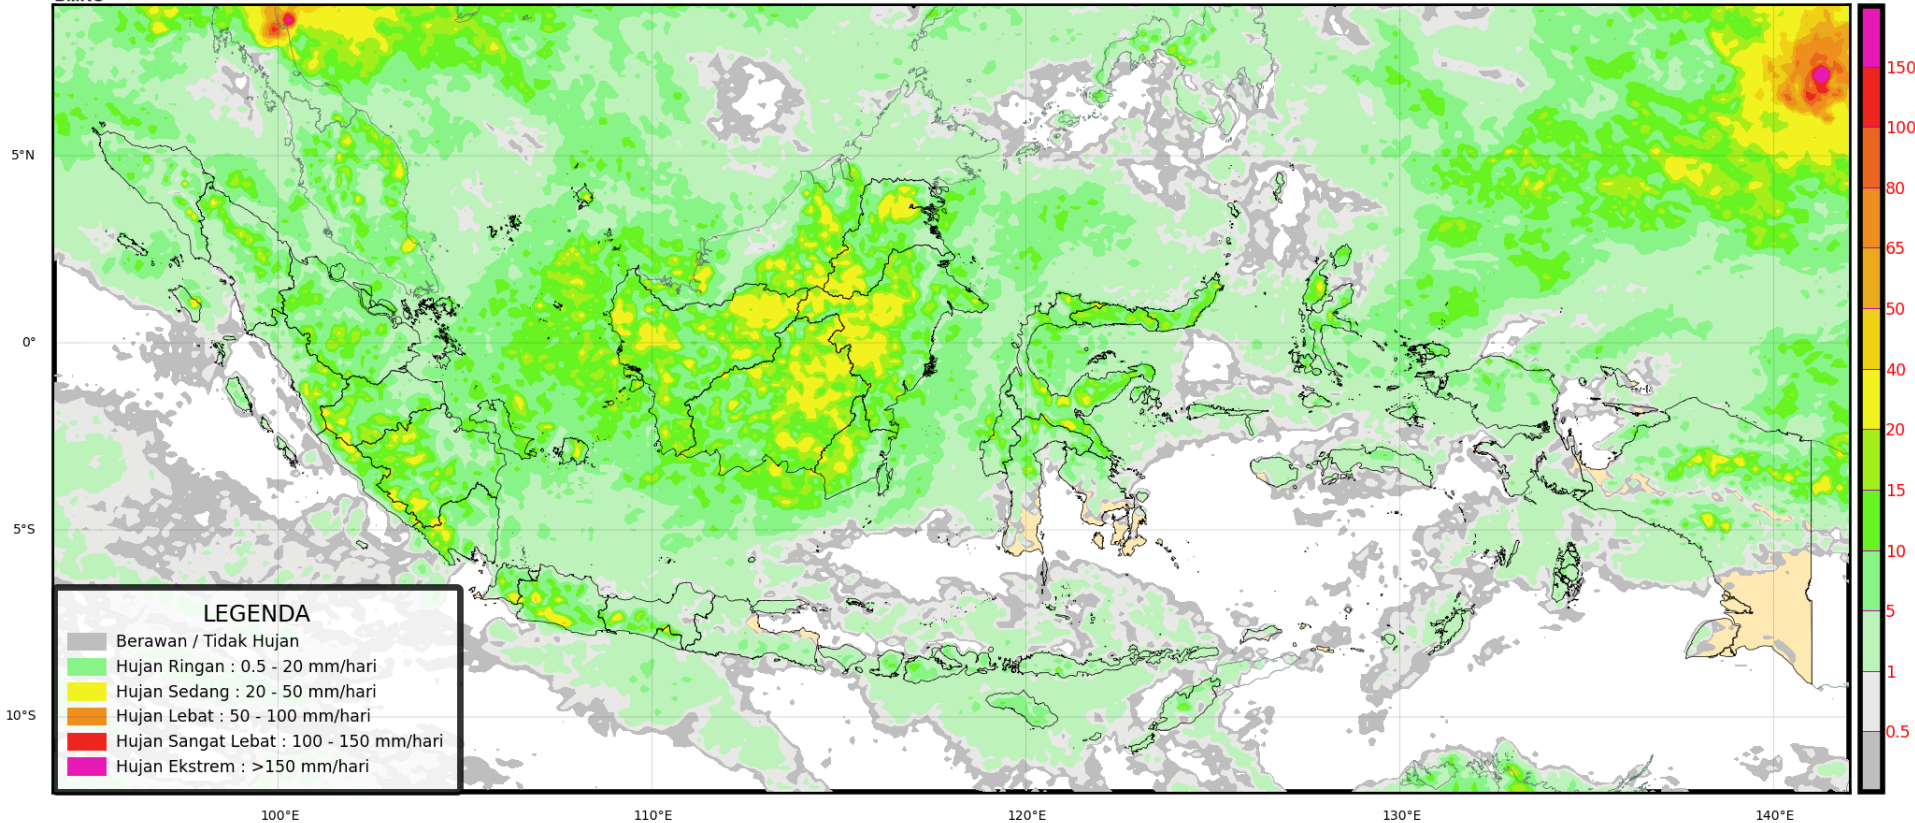 5°N
0°
5°S
10°S
100°E
110°E
120°E
130°E
140°E
LEGENDA
Berawan / Tidak Hujan
Hujan Ringan : 0.5 - 20 mm/hari
Hujan Sedang : 20 - 50 mm/hari
Hujan Lebat : 50 - 100 mm/hari
Hujan Sangat Lebat : 100 - 150 mm/hari
Hujan Ekstrem : >150 mm/hari
150
100
80
65
50
40
20
15
10
5
1
0.5